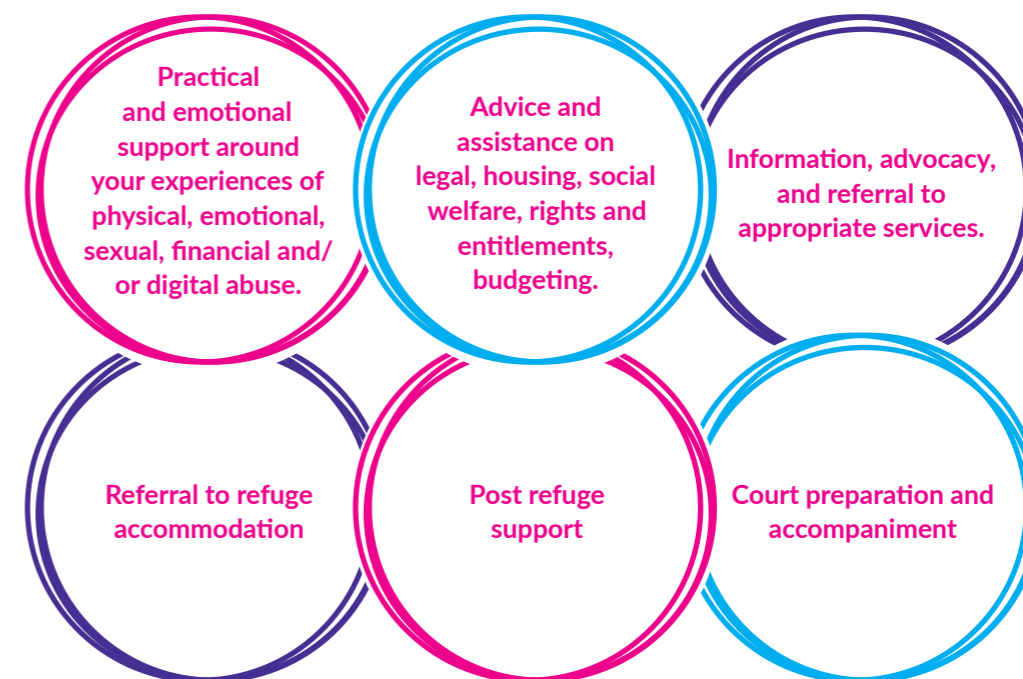 Practical
and emotional
support around
your experiences of
physical, emotional,
sexual, financial and/
or digital abuse.
Advice and
assistance on
legal, housing, social
welfare, rights and
entitlements,
budgeting.
Information, advocacy,
and referral to
appropriate services.
Referral to refuge
accommodation
Post refuge
support
Court preparation and
accompaniment